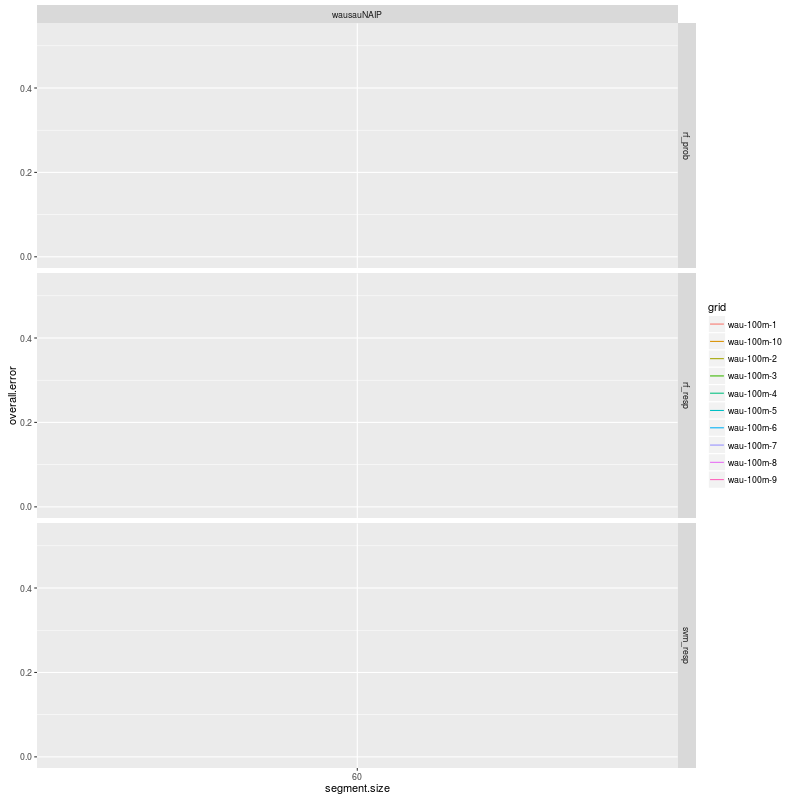 wausauNAIP
0.4
0.2
0.0
rf_prob
overall.error
0.4
0.2
0.0
rf_resp
0.4
0.2
0.0
svm_resp
60
segment.size
grid
wau-100m-1
wau-100m-10
wau-100m-2
wau-100m-3
wau-100m-4
wau-100m-5
wau-100m-6
wau-100m-7
wau-100m-8
wau-100m-9